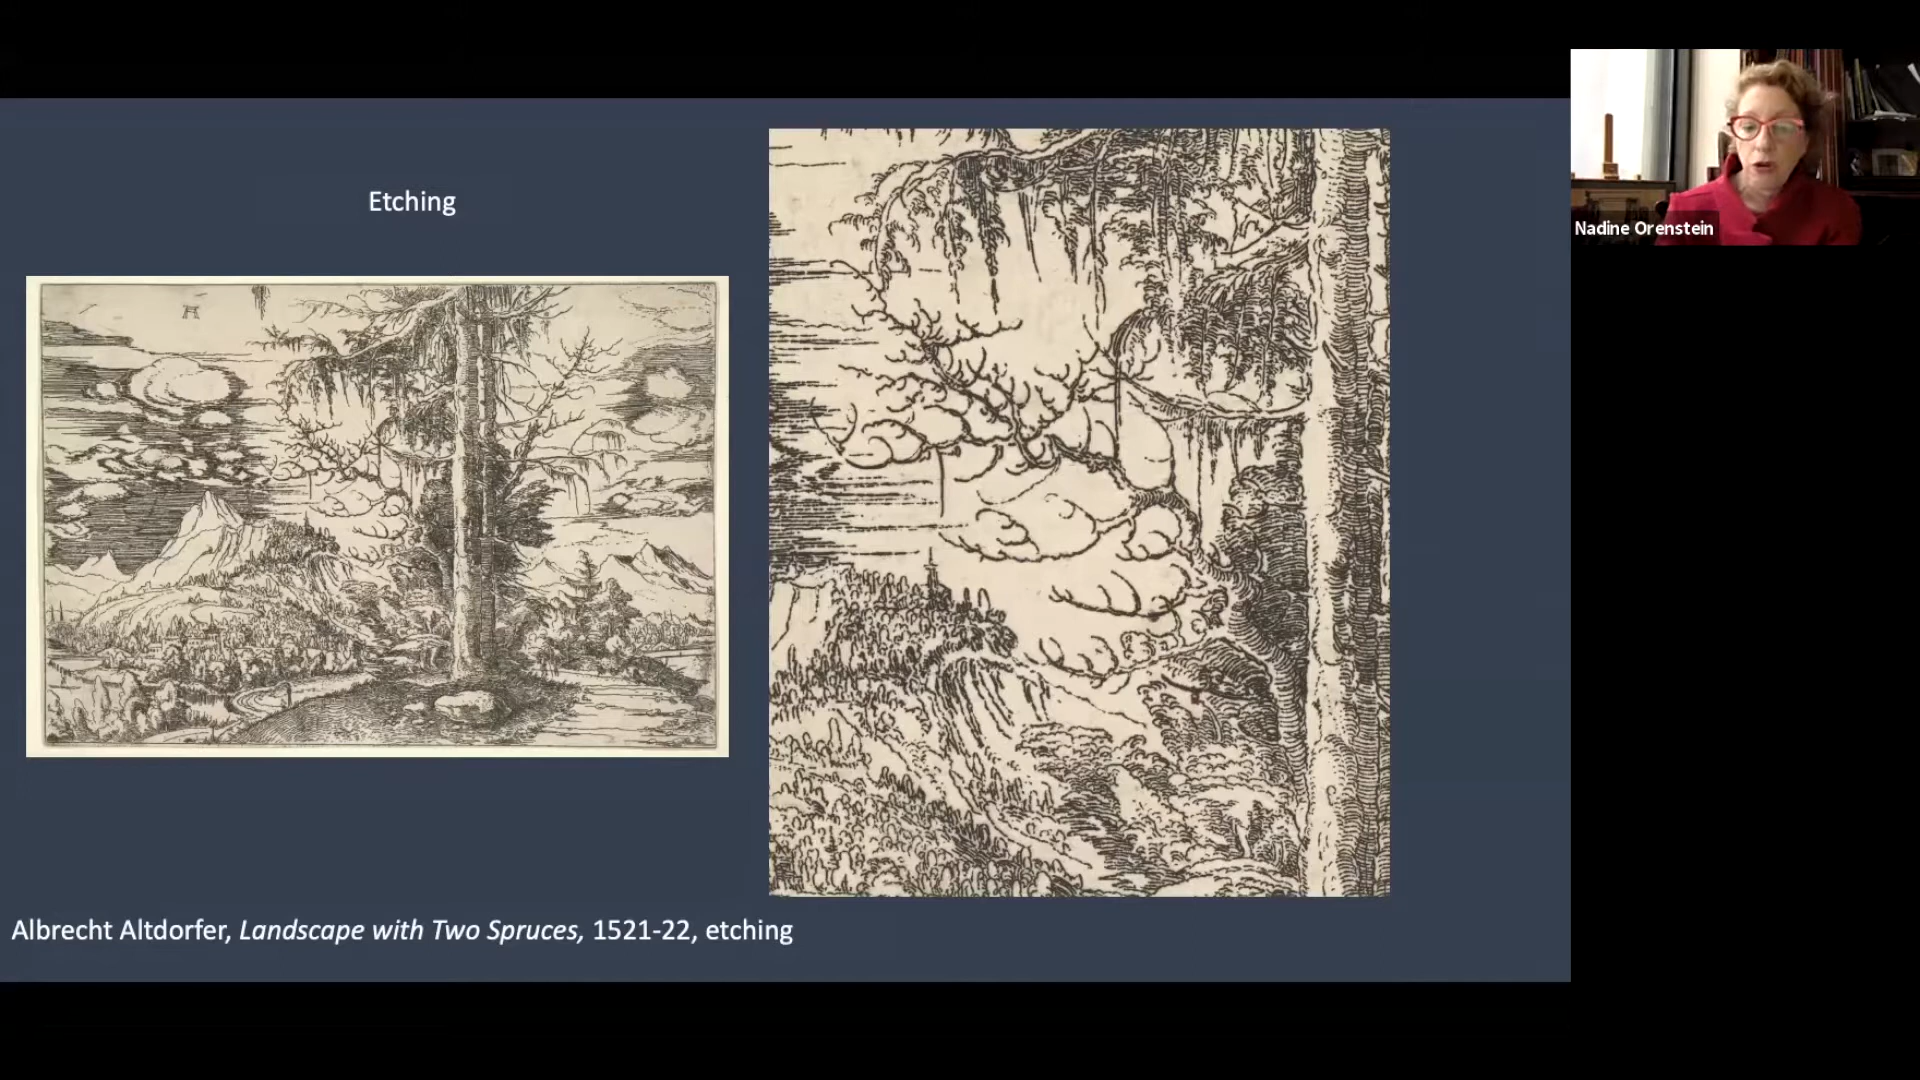 Etching
Nadine Orenstein
Albrecht Altdorfer, Landscape with Two Spruces, 1521-22, etching